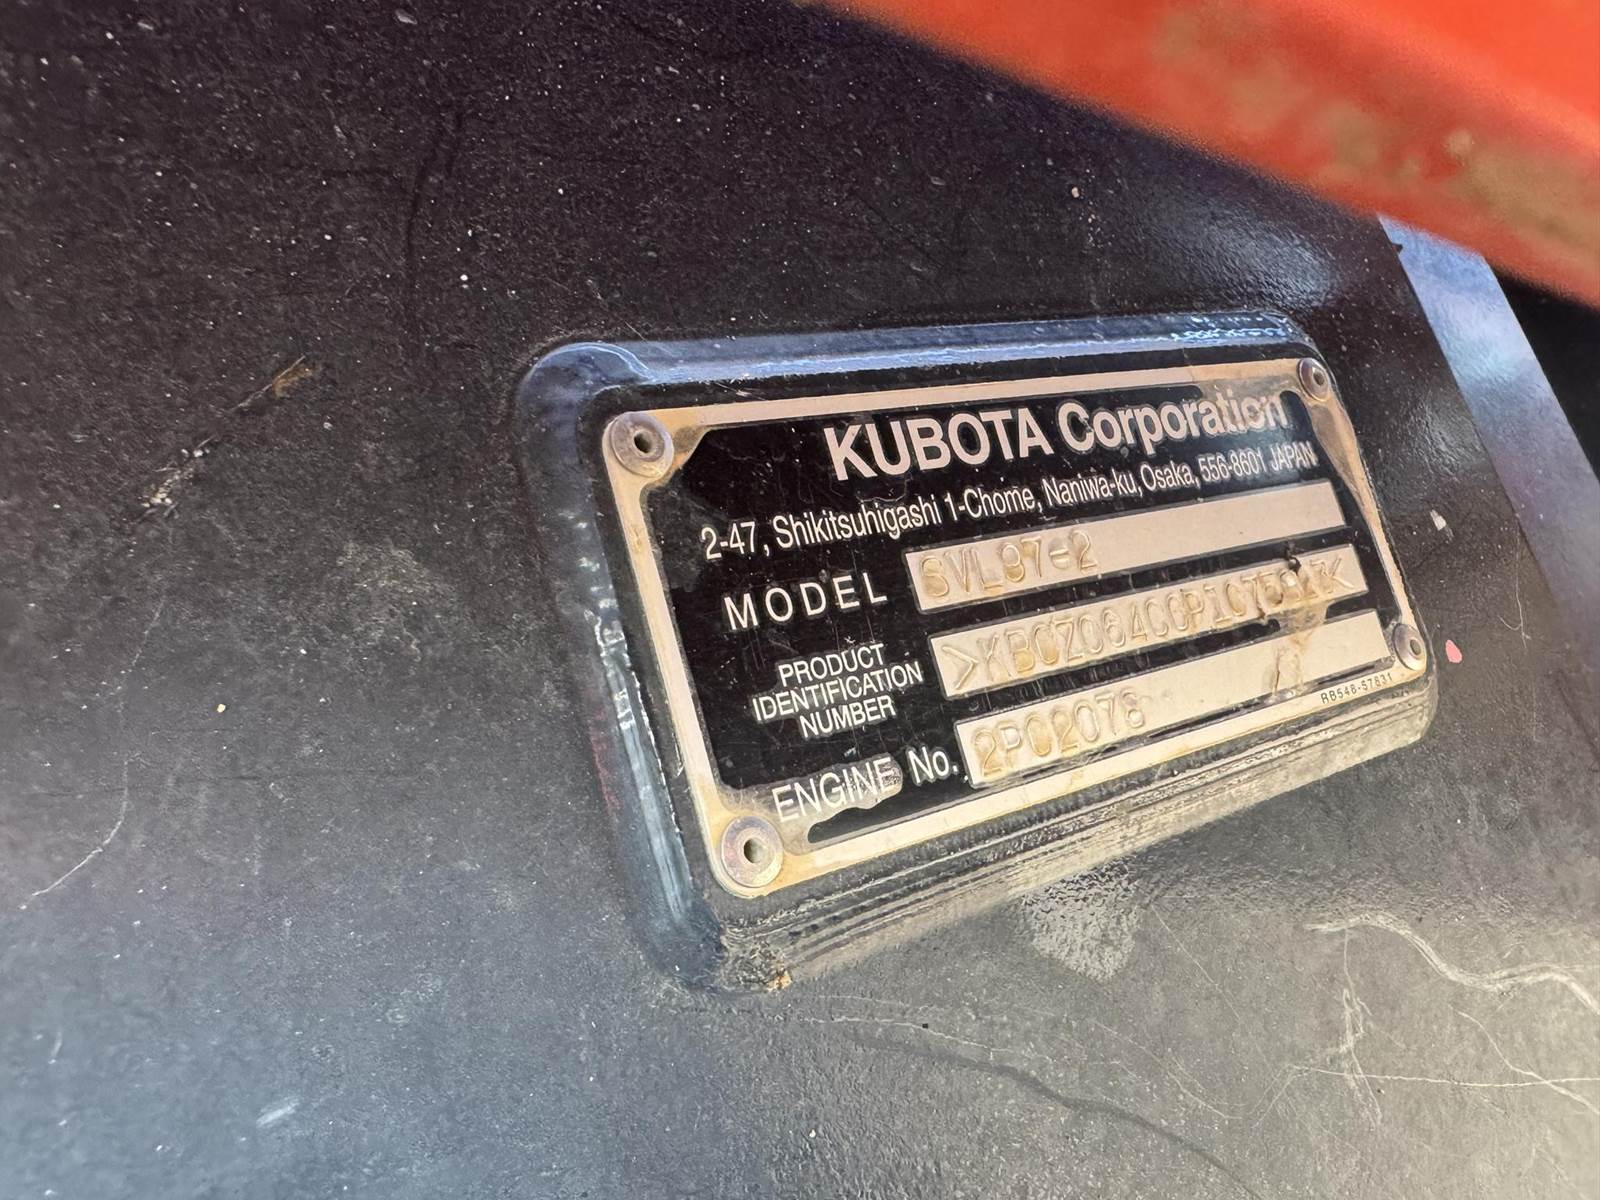 KUBOTA Corporation
2-47, Shikitsuhigashi 1-Chome, Naniwa-ku, Osaka, 556-8601 JAPAN
MODEL SVL97-2
PRODUCT
IDENTIFICATION
NUMBER
ENGINE No. 2PC2078
RB548-57831